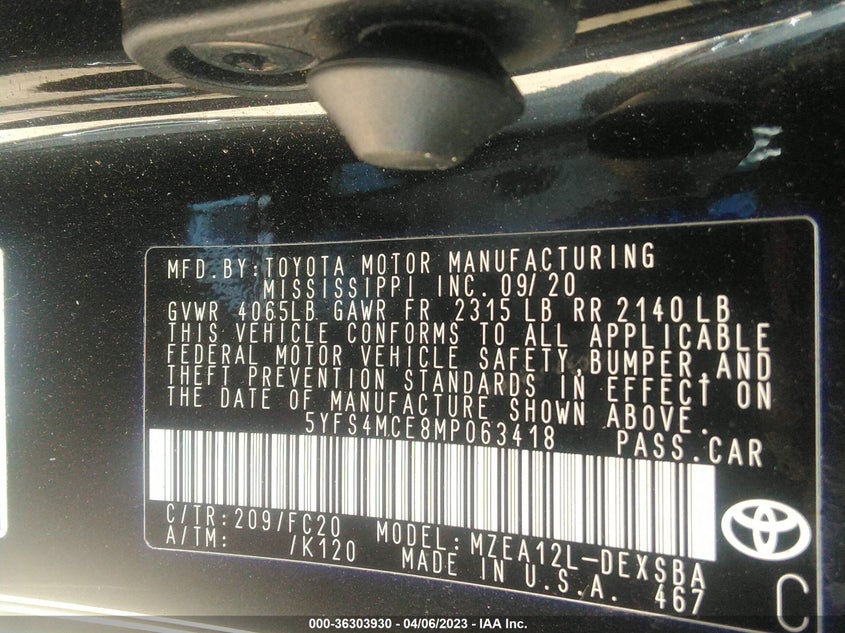 MFD.BY:TOYOTA MOTOR MANUFACTURING
MISSISSIPPI INC. 09/20
GVWR 4065LB GAWR FR 2315 LB RR 2140 LB
THIS VEHICLE CONFORMS TO ALL APPLICABLE
FEDERAL MOTOR VEHICLE SAFETY,BUMPER,AND
THEFT PREVENTION STANDARDS IN EFFECT ON
THE DATE OF MANUFACTURE SHOWN ABOVE.
5YFS4MCE8MP063418 PASS.CAR
C/TR:209/FC20 MODEL:MZEA12L-DEXSBA
A/TM: /K120 MADE IN U.S.A. 467
C
000-36303930 - 04/06/2023 - IAA Inc.